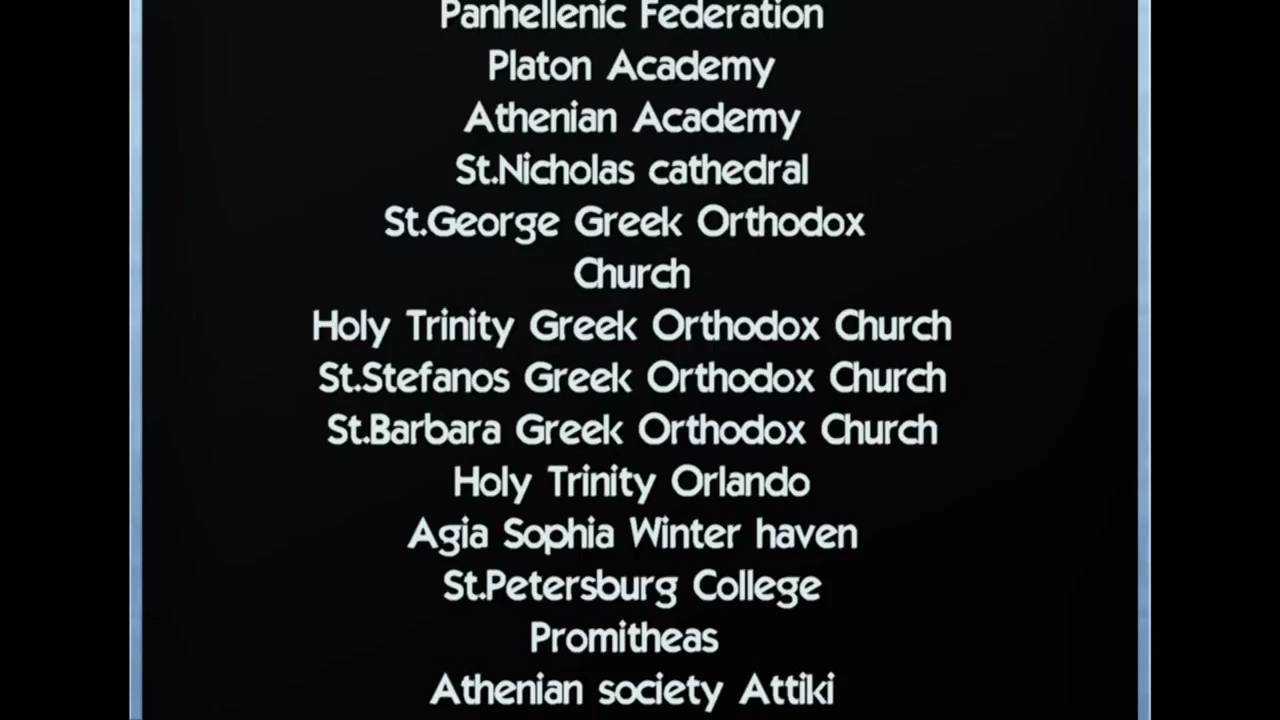 Panhellenic Federation
Platon Academy
Athenian Academy
St.Nicholas cathedral
St.George Greek Orthodox
Church
Holy Trinity Greek Orthodox Church
St.Stefanos Greek Orthodox Church
St.Barbara Greek Orthodox Church
Holy Trinity Orlando
Agia Sophia Winter haven
St.Petersburg College
Promitheas
Athenian society Attiki